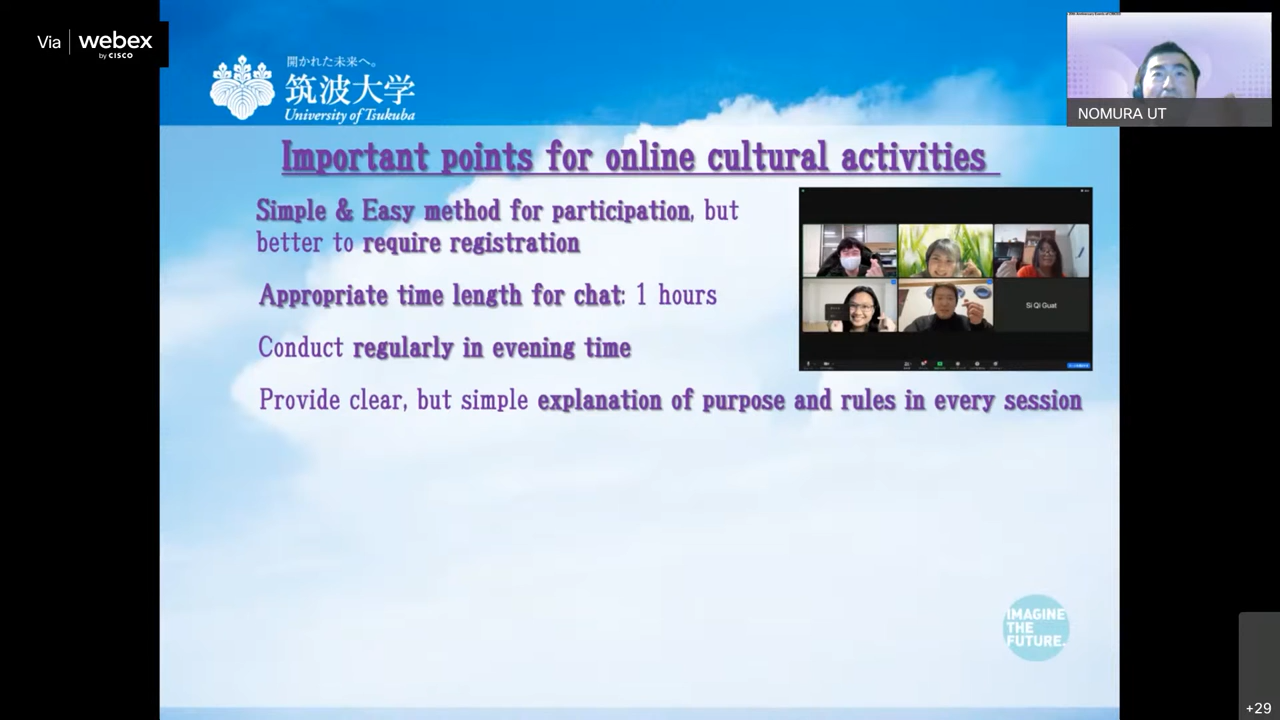 Via webex
by CISCO
開かれた未来へ。
筑波大学
University of Tsukuba
NOMURA UT
Important points for online cultural activities
Simple & Easy method for participation, but
better to require registration
Appropriate time length for chat: 1 hours
Conduct regularly in evening time
Provide clear, but simple explanation of purpose and rules in every session
Si Qi Guat
IMAGINE
THE
FUTURE.
+29